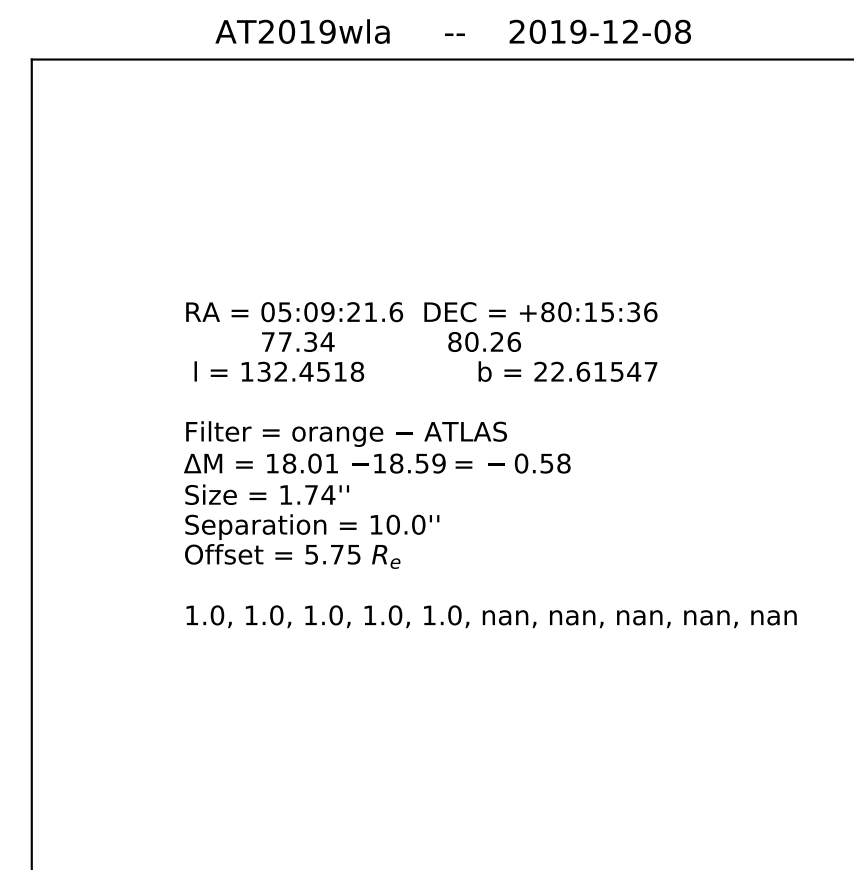 AT2019wla -- 2019-12-08
RA = 05:09:21.6 DEC = +80:15:36
77.34 80.26
l = 132.4518 b = 22.61547
Filter = orange − ATLAS
ΔM = 18.01 −18.59 = − 0.58
Size = 1.74''
Separation = 10.0''
Offset = 5.75 Rₑ
1.0, 1.0, 1.0, 1.0, 1.0, nan, nan, nan, nan, nan